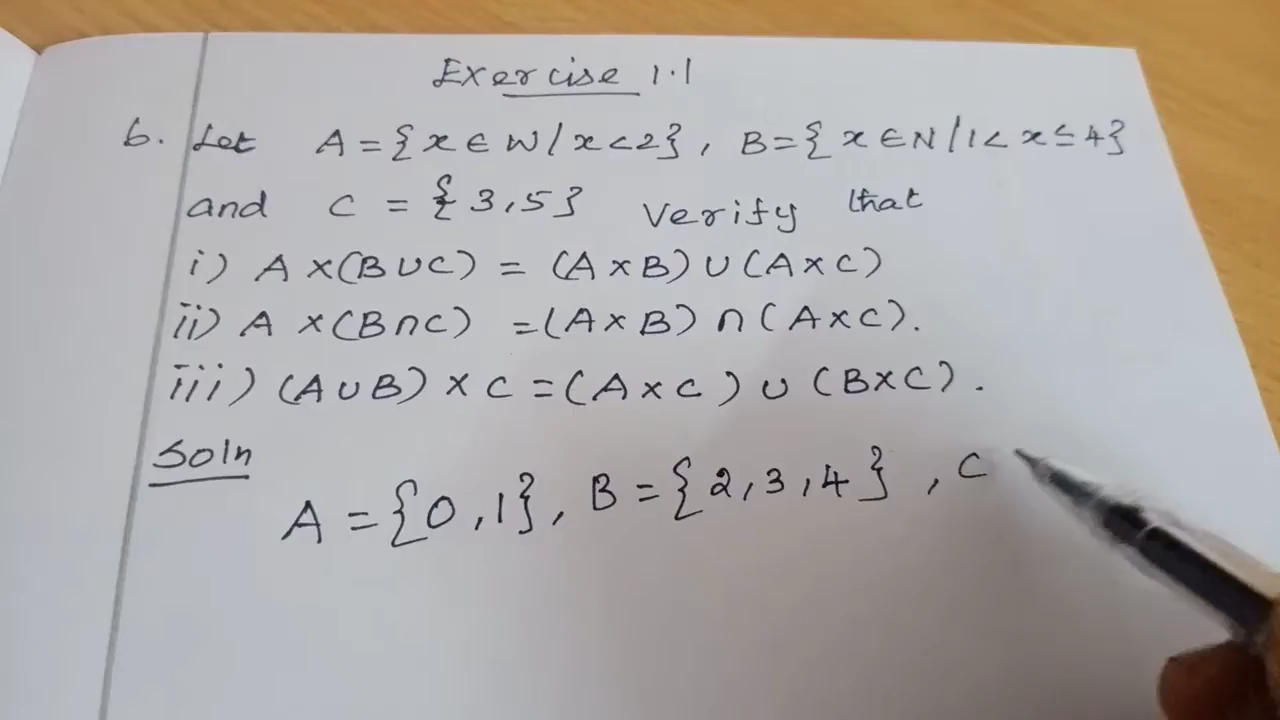 Exercise 1.1
6. Let A = {x ∈ W / x < 2}, B = {x ∈ N / 1 < x ≤ 4}
and C = {3, 5} Verify that
i) A × (B ∪ C) = (A × B) ∪ (A × C)
ii) A × (B ∩ C) = (A × B) ∩ (A × C).
iii) (A ∪ B) × C = (A × C) ∪ (B × C).
Soln
A = {0, 1}, B = {2, 3, 4}, C